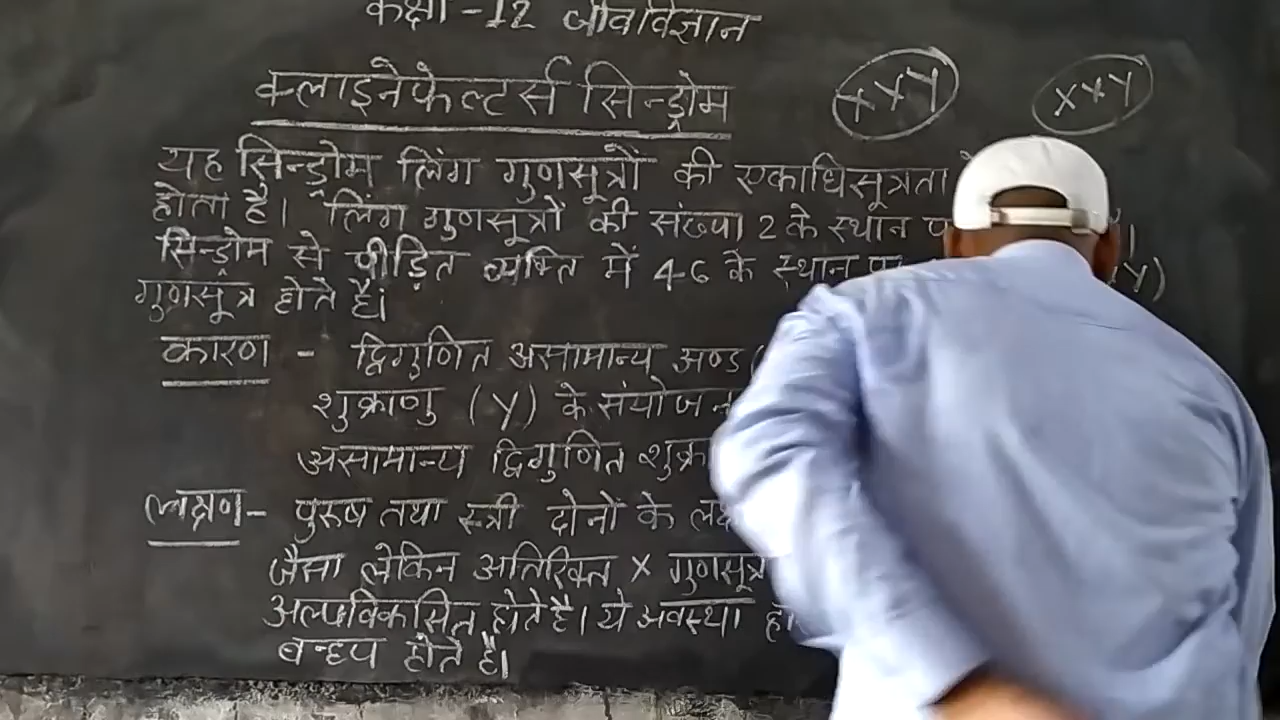 कक्षा -12 जीवविज्ञान
क्लाइनेफेल्टर्स सिन्ड्रोम XXY XXY
यह सिन्ड्रोम लिंग गुणसूत्रों की एकाधिसूत्रता
होता है। लिंग गुणसूत्रों की संख्या 2 के स्थान
सिन्ड्रोम से पीड़ित व्यक्ति में 46 के स्थान Y)
गुणसूत्र होते हैं।
कारण - द्विगुणित असामान्य अण्ड (
शुक्राणु (Y) के संयोजन
असामान्य द्विगुणित
लक्षण- पुरुष तथा स्त्री दोनों के
जैसा लेकिन अतिरिक्त X गुणसूत्र
अल्पविकसित होते है। ये अवस्था
बन्ध्य होते हैं।